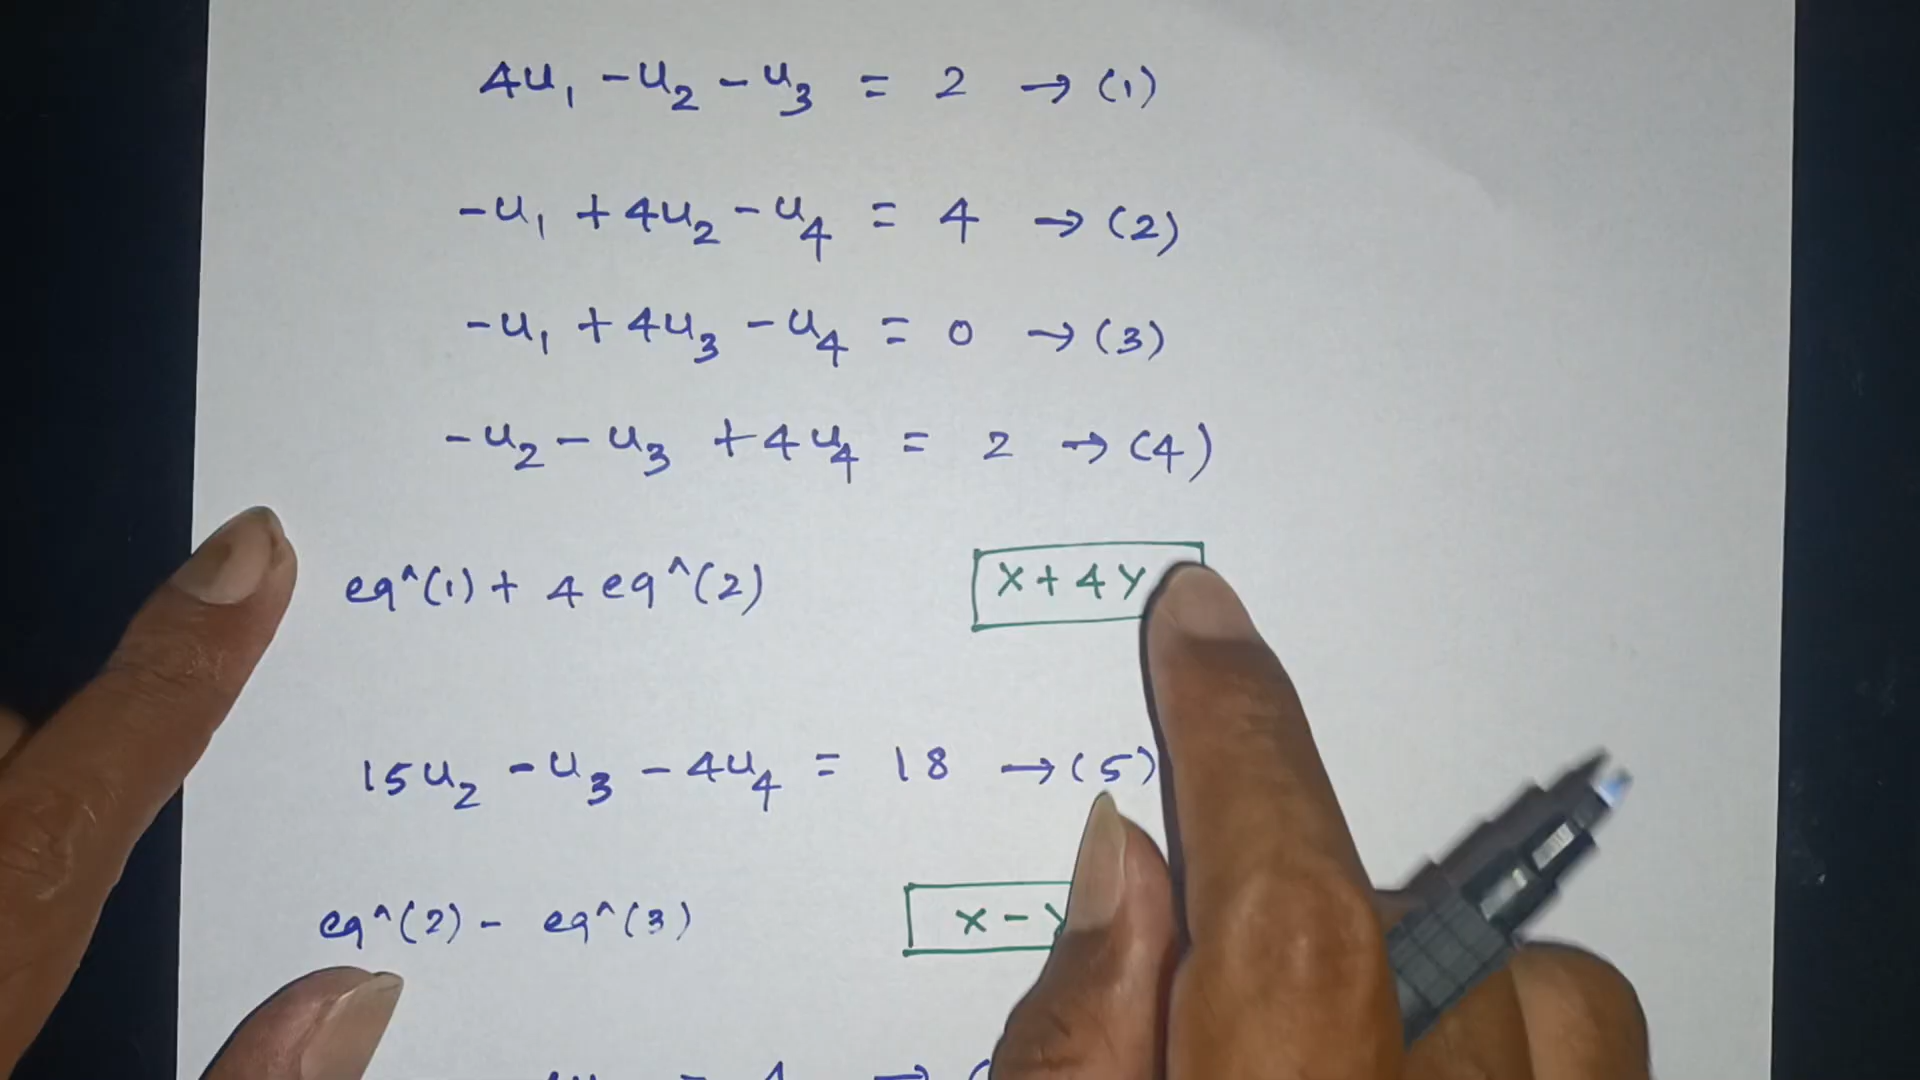 4u₁ - u₂ - u₃ = 2 → (1)
-u₁ + 4u₂ - u₄ = 4 → (2)
-u₁ + 4u₃ - u₄ = 0 → (3)
-u₂ - u₃ + 4u₄ = 2 → (4)
eq^(1) + 4 eq^(2) X + 4Y
15u₂ - u₃ - 4u₄ = 18 → (5)
eq^(2) - eq^(3) X - Y
= 4 → (